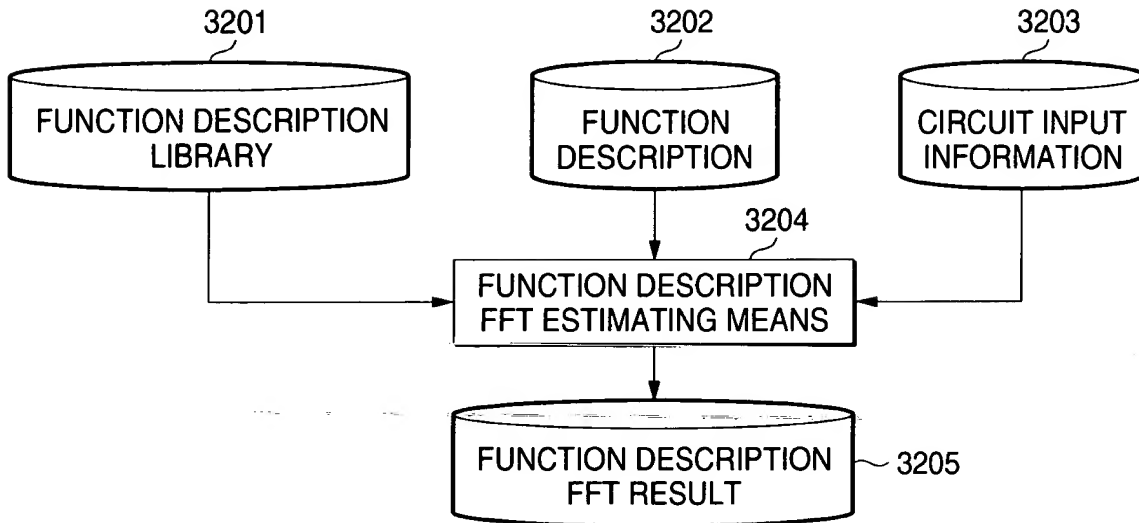 3201
3202
3203
FUNCTION DESCRIPTION
LIBRARY
FUNCTION
DESCRIPTION
CIRCUIT INPUT
INFORMATION
3204
FUNCTION DESCRIPTION
FFT ESTIMATING MEANS
FUNCTION DESCRIPTION
FFT RESULT
3205